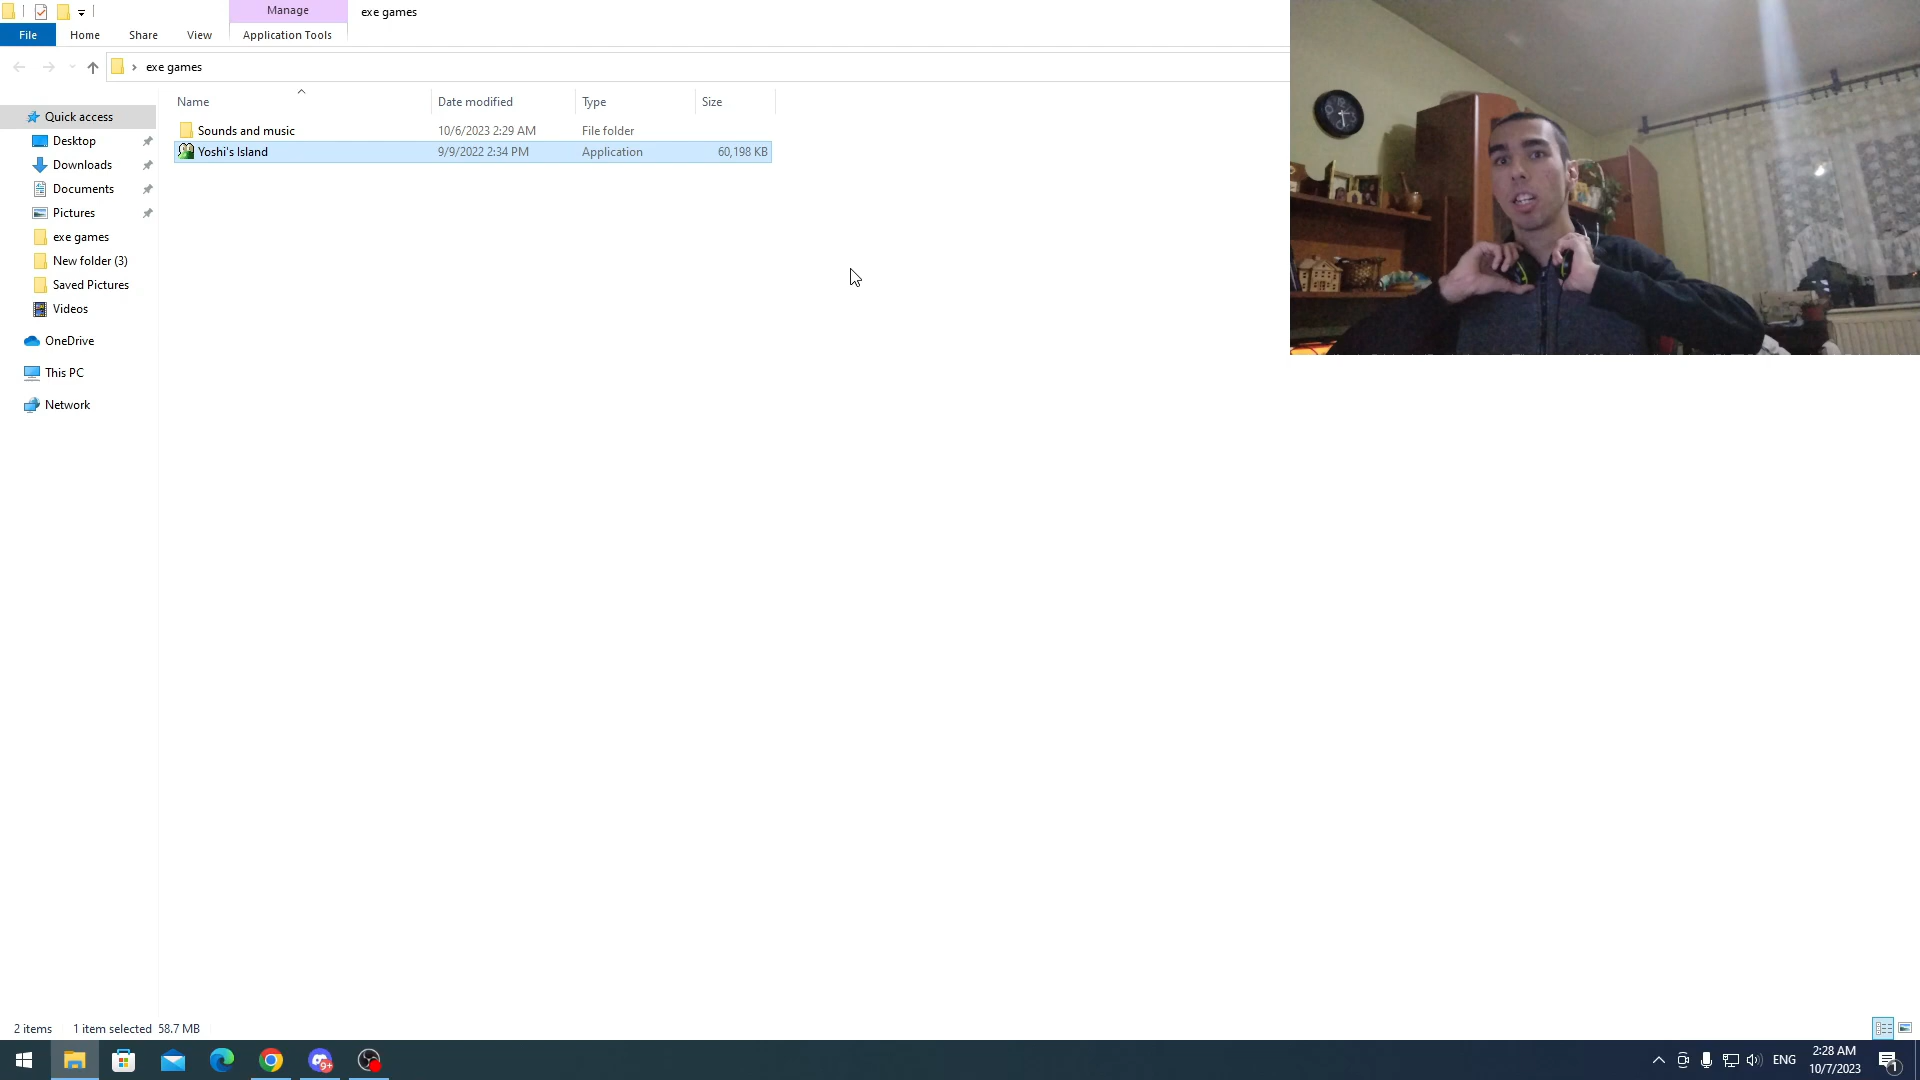 Manage
exe games
File
Home
Share
View
Application Tools
exe games
Name
Date modified
Type
Size
Sounds and music
10/6/2023 2:29 AM
File folder
Yoshi's Island
9/9/2022 2:34 PM
Application
60,198 KB
Quick access
Desktop
Downloads
Documents
Pictures
exe games
New folder (3)
Saved Pictures
Videos
OneDrive
This PC
Network
2 items
1 item selected
58.7 MB
9+
ENG
2:28 AM
10/7/2023
1